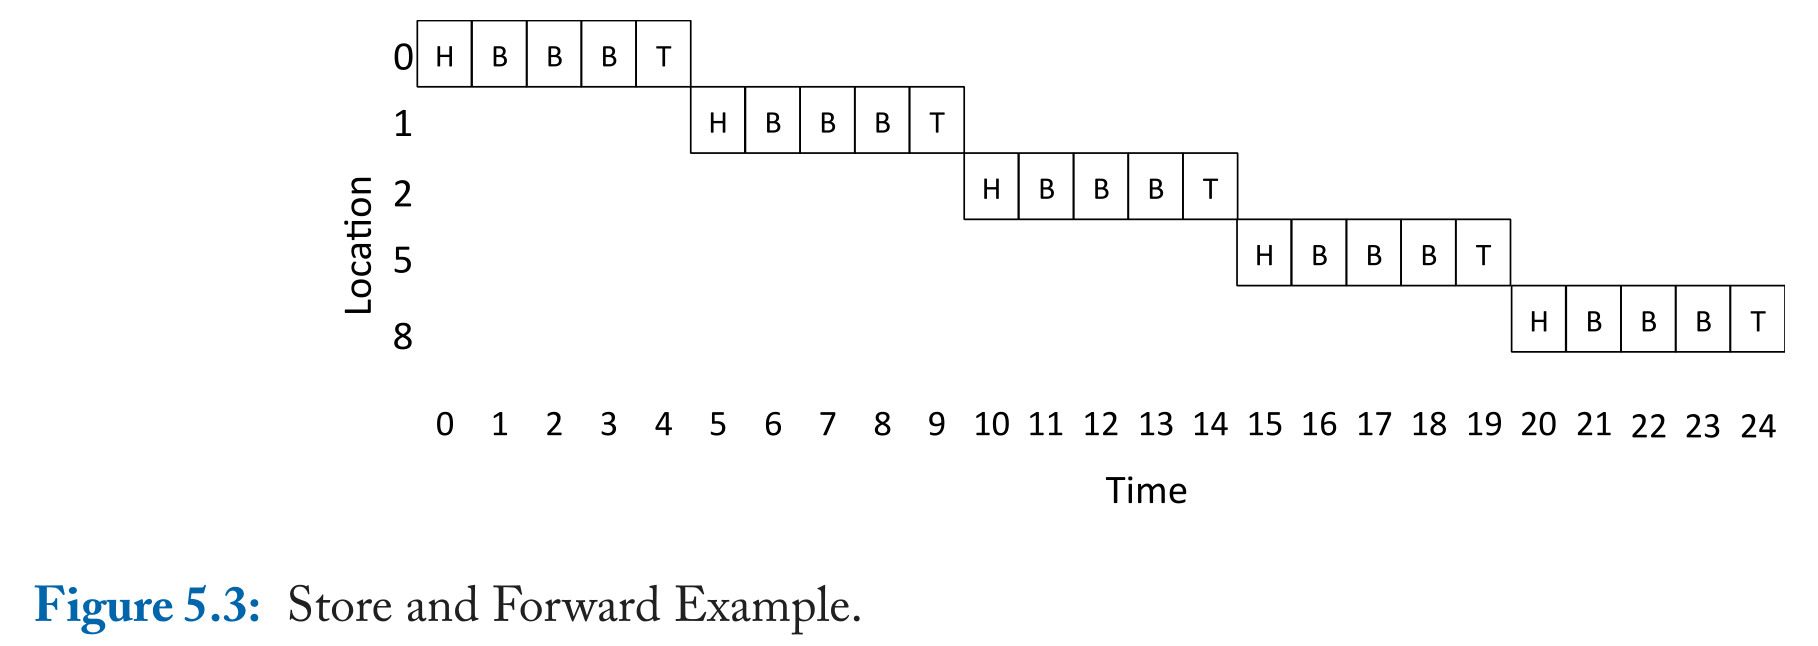 0 H B B B T
1 H B B B T
2 H B B B T
5 H B B B T
8 H B B B T
Location
0 1 2 3 4 5 6 7 8 9 10 11 12 13 14 15 16 17 18 19 20 21 22 23 24
Time
Figure 5.3: Store and Forward Example.